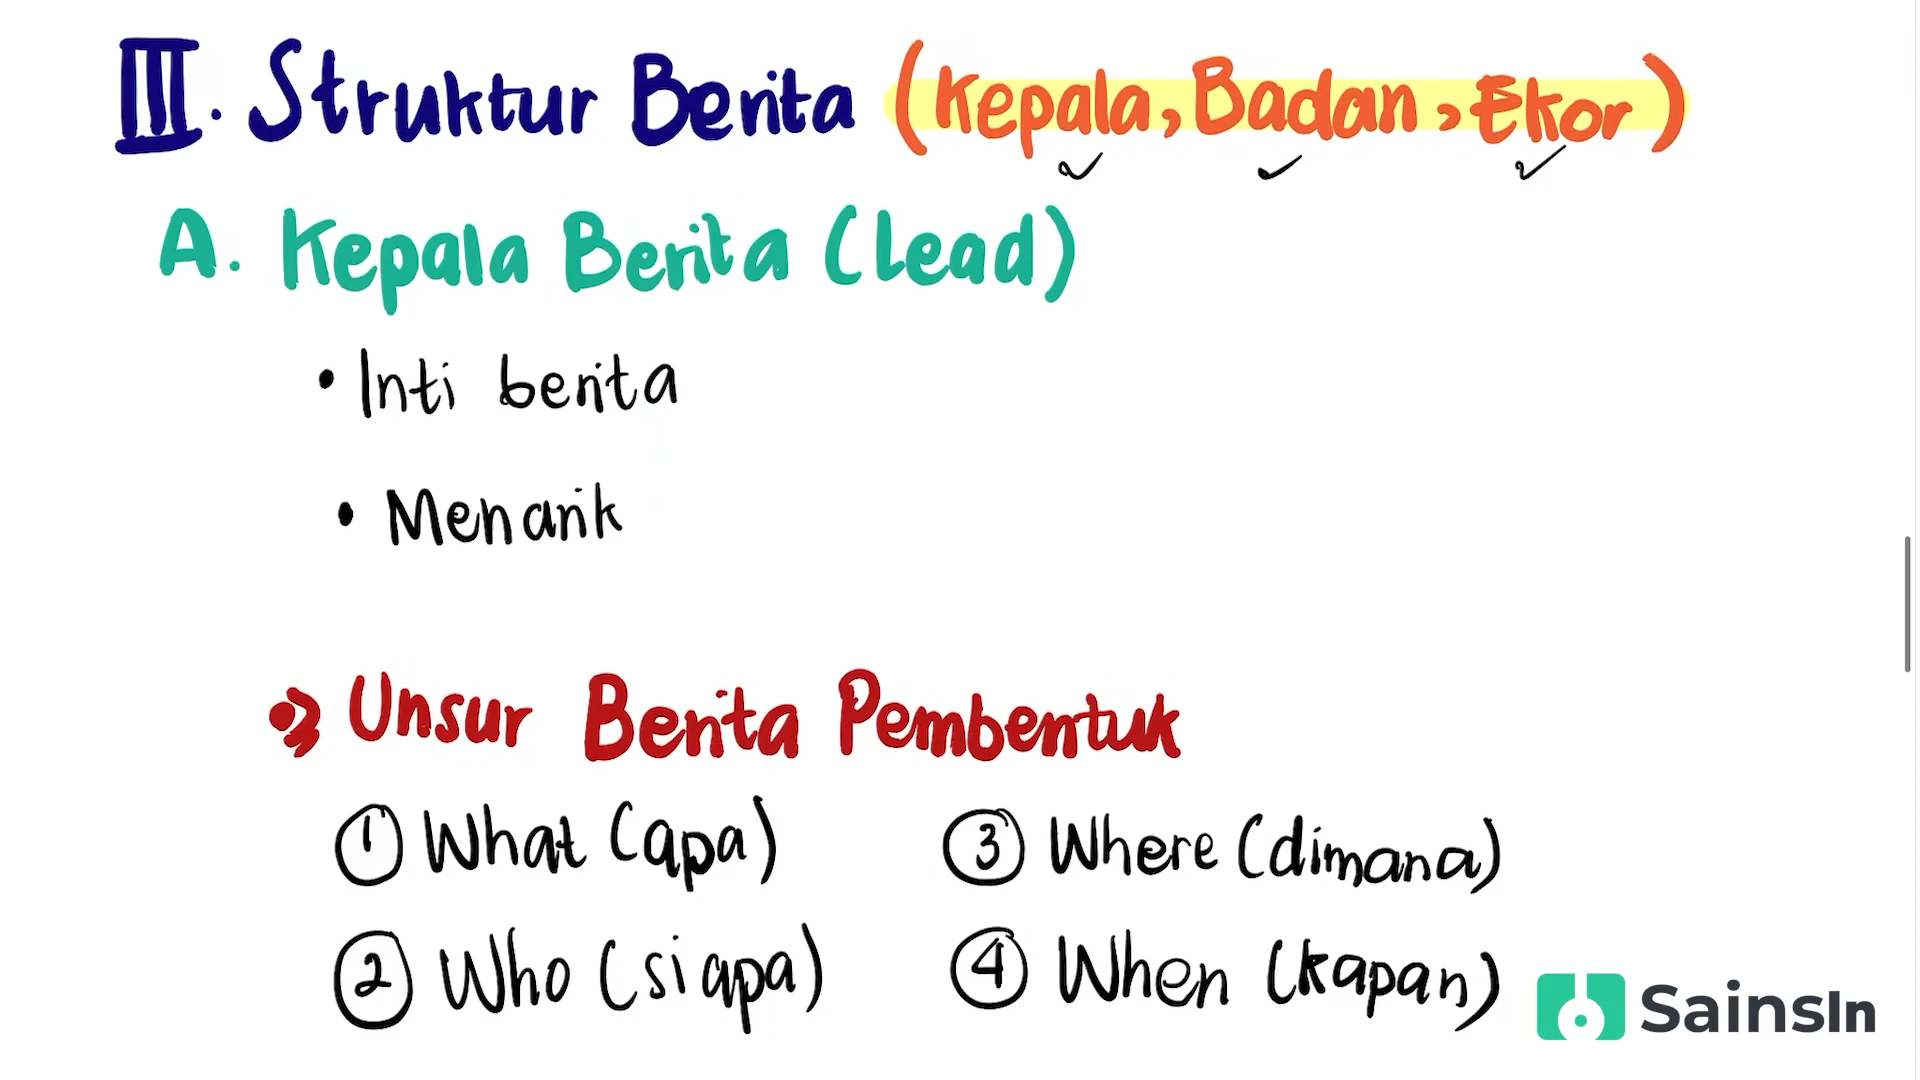 III. Struktur Berita (Kepala, Badan, Ekor)
A. Kepala Berita (Lead)
• Inti berita
• Menarik
Unsur Berita Pembentuk
① What (apa)
③ Where (dimana)
② Who (siapa)
④ When (kapan)
SainsIn